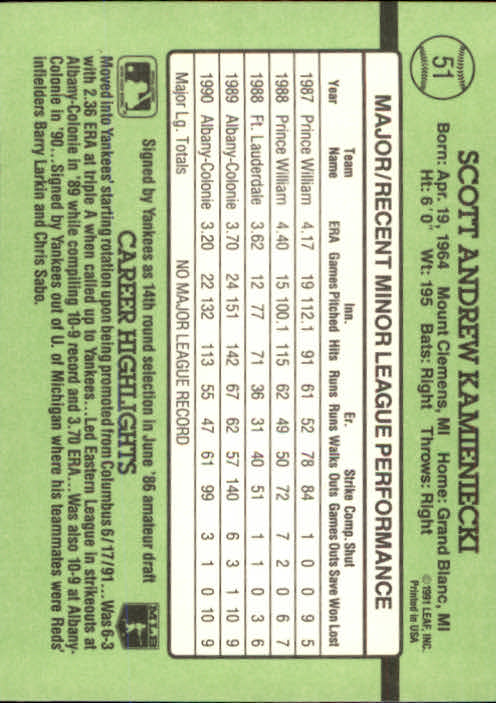 51
SCOTT ANDREW KAMIENIECKI
Born: Apr. 19, 1964 Mount Clemens, MI Home: Grand Blanc, MI
Ht: 6'0" Wt: 195 Bats: Right Throws: Right
©1991 LEAF, INC.
Printed in USA
MAJOR/RECENT MINOR LEAGUE PERFORMANCE
Team Inn. Er. Strike Comp. Shut
Year Name ERA Games Pitched Hits Runs Runs Walks Outs Games Outs Save Won Lost
1987 Prince William 4.17 19 112.1 91 61 52 78 84 1 0 0 9 5
1988 Prince William 4.40 15 100.1 115 62 49 50 72 7 2 0 6 7
1988 Ft. Lauderdale 3.62 12 77 71 36 31 40 51 1 1 0 3 6
1989 Albany-Colonie 3.70 24 151 142 67 62 57 140 6 3 1 10 9
1990 Albany-Colonie 3.20 22 132 113 55 47 61 99 3 1 0 10 9
Major Lg. Totals NO MAJOR LEAGUE RECORD
Signed by Yankees as 14th round selection in June '86 amateur draft
CAREER HIGHLIGHTS
MLB
Moved into Yankees' starting rotation upon being promoted from Columbus 6/17/91...Was 6-3
with 2.36 ERA at triple A when called up to Yankees...Led Eastern League in strikeouts at
Albany-Colonie in '89 while compiling 10-9 record and 3.70 ERA...Was also 10-9 at Albany-
Colonie in '90...Signed by Yankees out of U. of Michigan where his teammates were Reds'
infielders Barry Larkin and Chris Sabo.